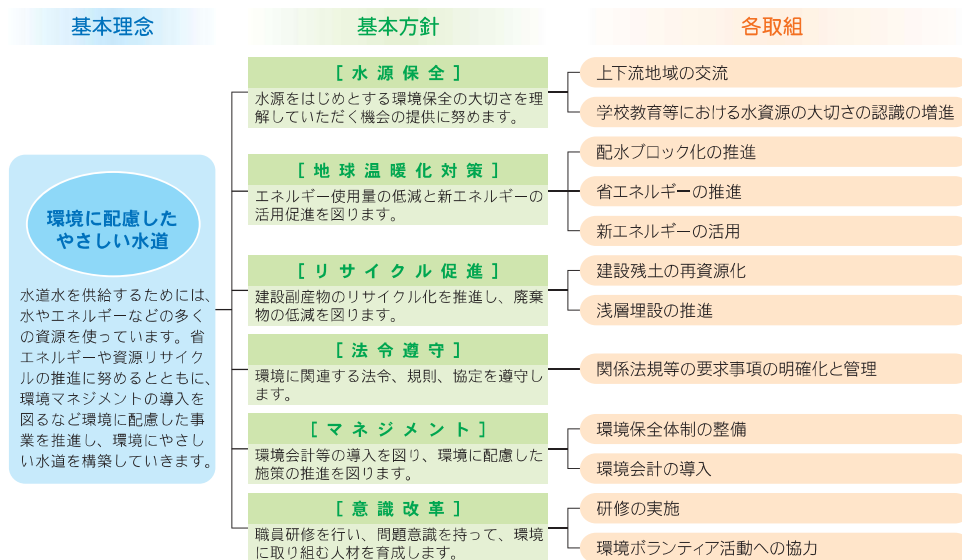 基本理念
基本方針
各取組
環境に配慮した
やさしい水道
水道水を供給するためには、
水やエネルギーなどの多く
の資源を使っています。省
エネルギーや資源リサイク
ルの推進に努めるとともに、
環境マネジメントの導入を
図るなど環境に配慮した事
業を推進し、環境にやさし
い水道を構築していきます。
[水源保全]
水源をはじめとする環境保全の大切さを理
解していただく機会の提供に努めます。
上下流地域の交流
学校教育等における水資源の大切さの認識の増進
[地球温暖化対策]
エネルギー使用量の低減と新エネルギーの
活用促進を図ります。
配水ブロック化の推進
省エネルギーの推進
新エネルギーの活用
[リサイクル促進]
建設副産物のリサイクル化を推進し、廃棄
物の低減を図ります。
建設残土の再資源化
浅層埋設の推進
[法令遵守]
環境に関連する法令、規則、協定を遵守し
ます。
関係法規等の要求事項の明確化と管理
[マネジメント]
環境会計等の導入を図り、環境に配慮した
施策の推進を図ります。
環境保全体制の整備
環境会計の導入
[意識改革]
職員研修を行い、問題意識を持って、環境
に取り組む人材を育成します。
研修の実施
環境ボランティア活動への協力